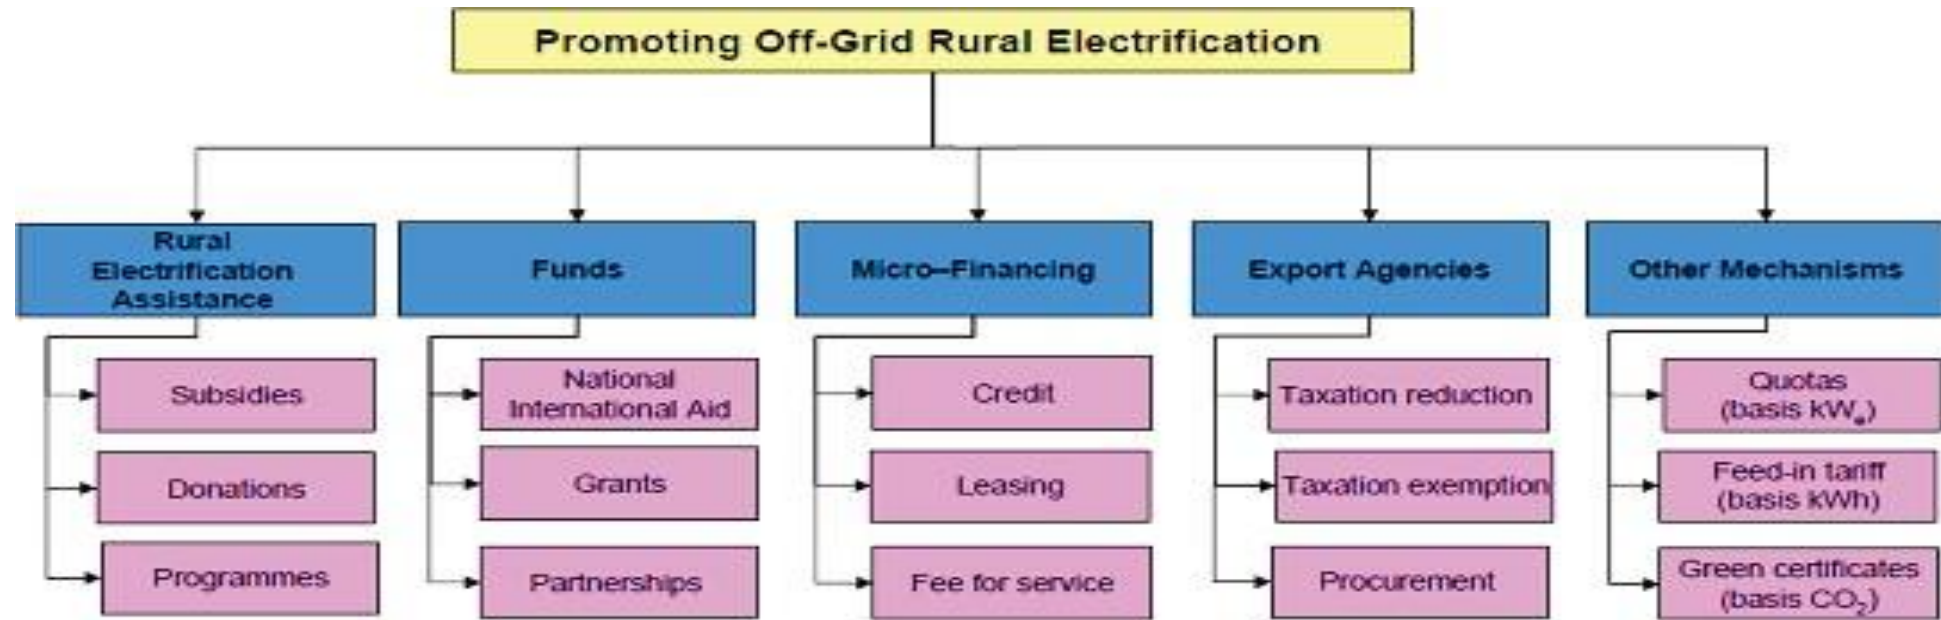 Promoting Off-Grid Rural Electrification
Rural
Electrification
Assistance
Funds
Micro–Financing
Export Agencies
Other Mechanisms
Subsidies
Donations
Programmes
National
International Aid
Grants
Partnerships
Credit
Leasing
Fee for service
Taxation reduction
Taxation exemption
Procurement
Quotas
(basis kWₑ)
Feed-in tariff
(basis kWh)
Green certificates
(basis CO₂)